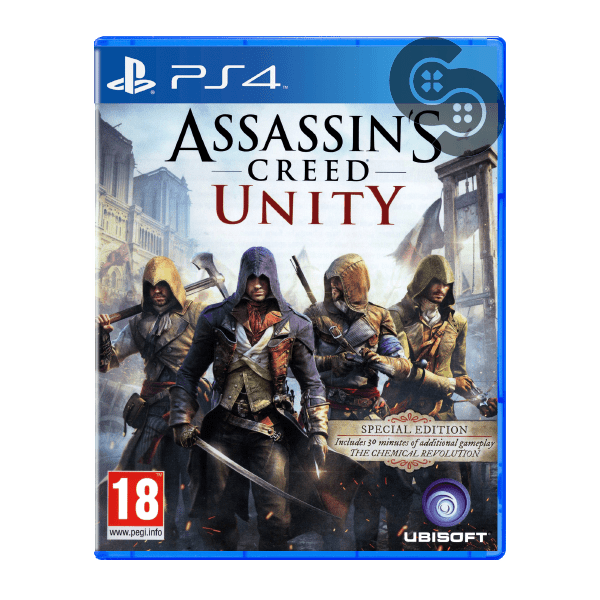 PS4
ASSASSIN'S
CREED
UNITY
SPECIAL EDITION
Includes 30 minutes of additional gameplay
THE CHEMICAL REVOLUTION
18
www.pegi.info
UBISOFT